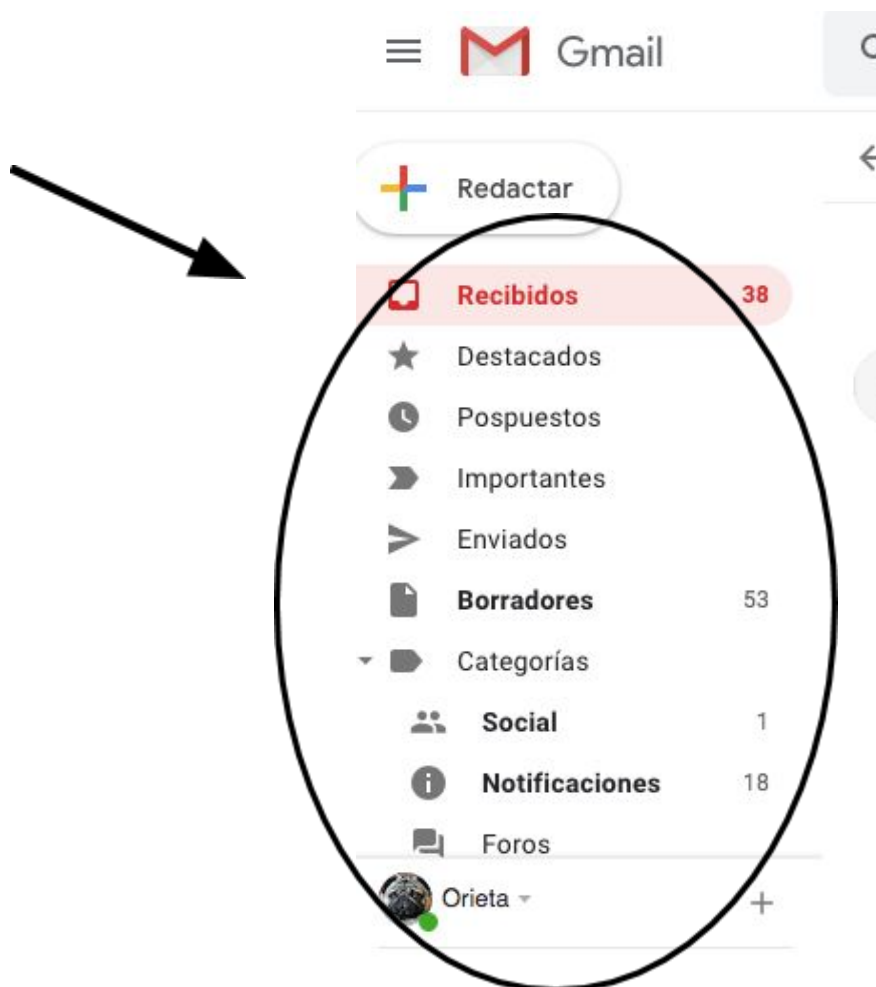 Gmail
Redactar
Recibidos 38
Destacados
Pospuestos
Importantes
Enviados
Borradores 53
Categorías
Social 1
Notificaciones 18
Foros
Orieta